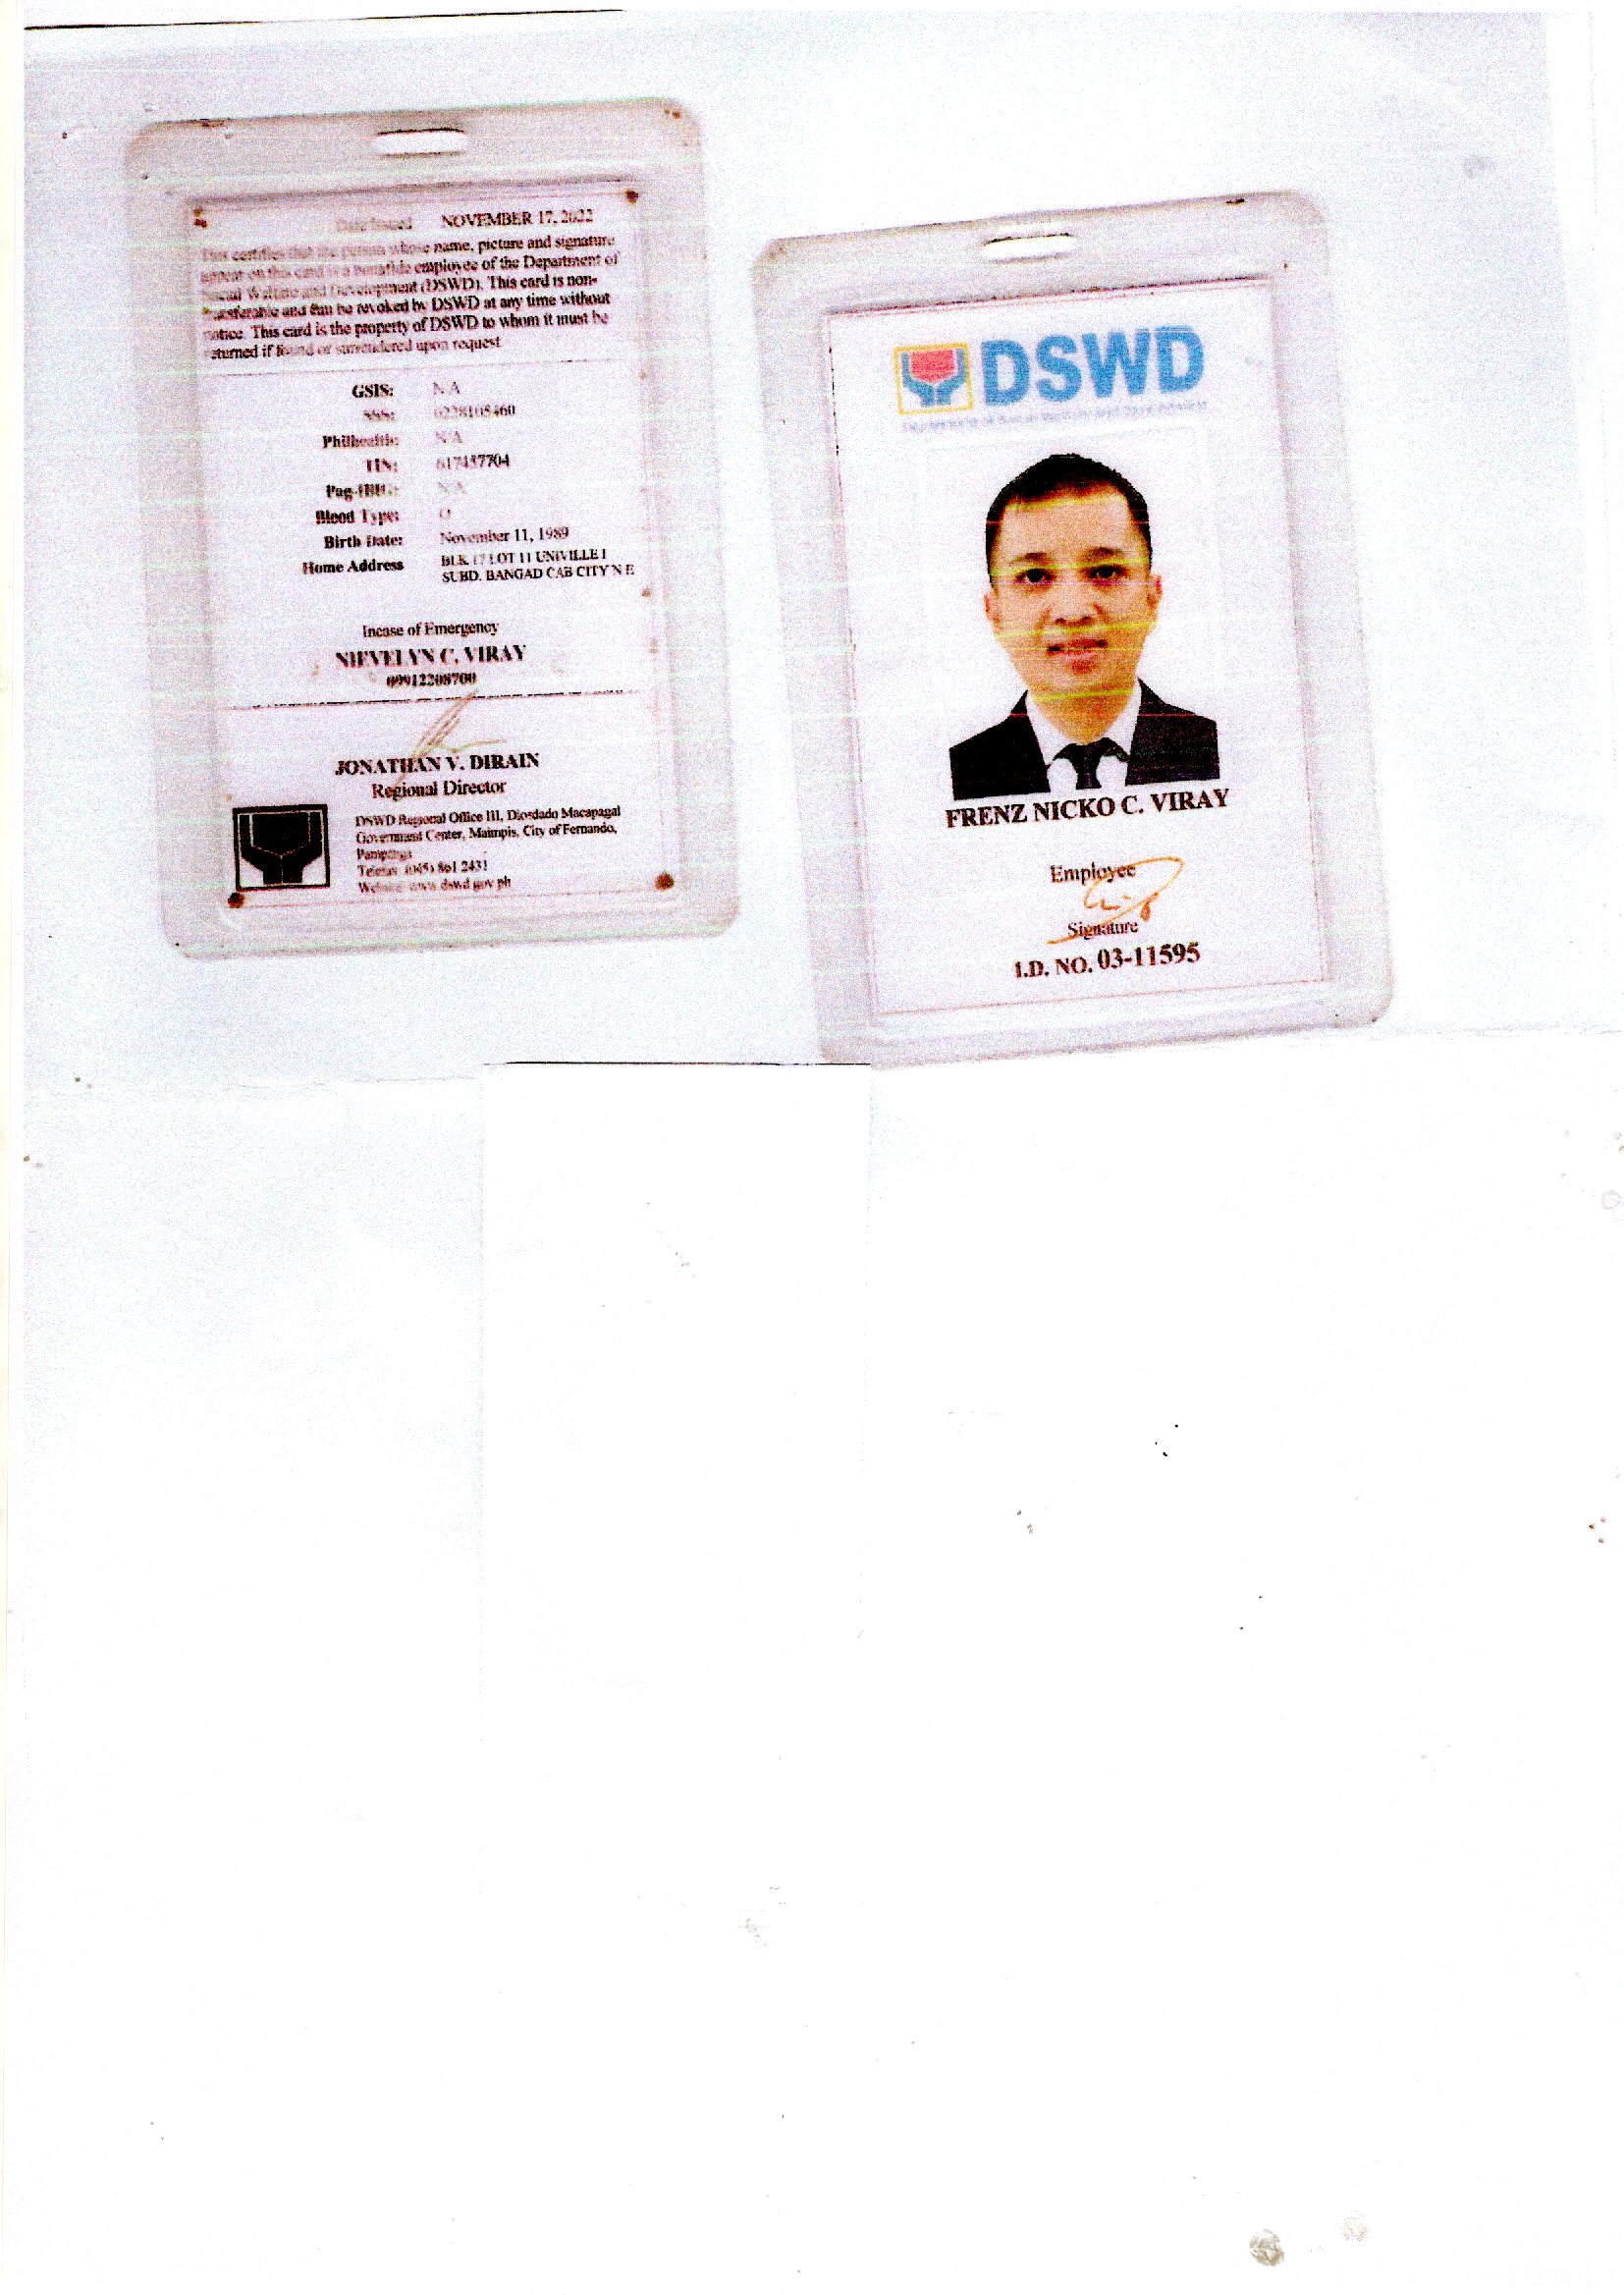 Date Issued NOVEMBER 17, 2022
This certifies that the person whose name, picture and signature
appear on this card is a bonafide employee of the Department of
Social Welfare and Development (DSWD). This card is non-
transferable and can be revoked by DSWD at any time without
notice. This card is the property of DSWD to whom it must be
returned if found or surrendered upon request
GSIS: N/A
SSS: 0228105460
Philhealth: N/A
TIN: 617457704
Pag-IBIG: N/A
Blood Type: O
Birth Date: November 11, 1989
Home Address BLK 17 LOT 11 UNIVILLE I
SUBD. BANGAD CAB CITY N E
Incase of Emergency
NIEVELYN C. VIRAY
09912208700
JONATHAN V. DIRAIN
Regional Director
DSWD Regional Office III, Diosdado Macapagal
Government Center, Maimpis, City of Fernando,
Pampanga
Telefax (045) 861 2431
Website www.dswd.gov.ph
DSWD
Department of Social Welfare and Development
FRENZ NICKO C. VIRAY
Employee
Signature
I.D. NO. 03-11595